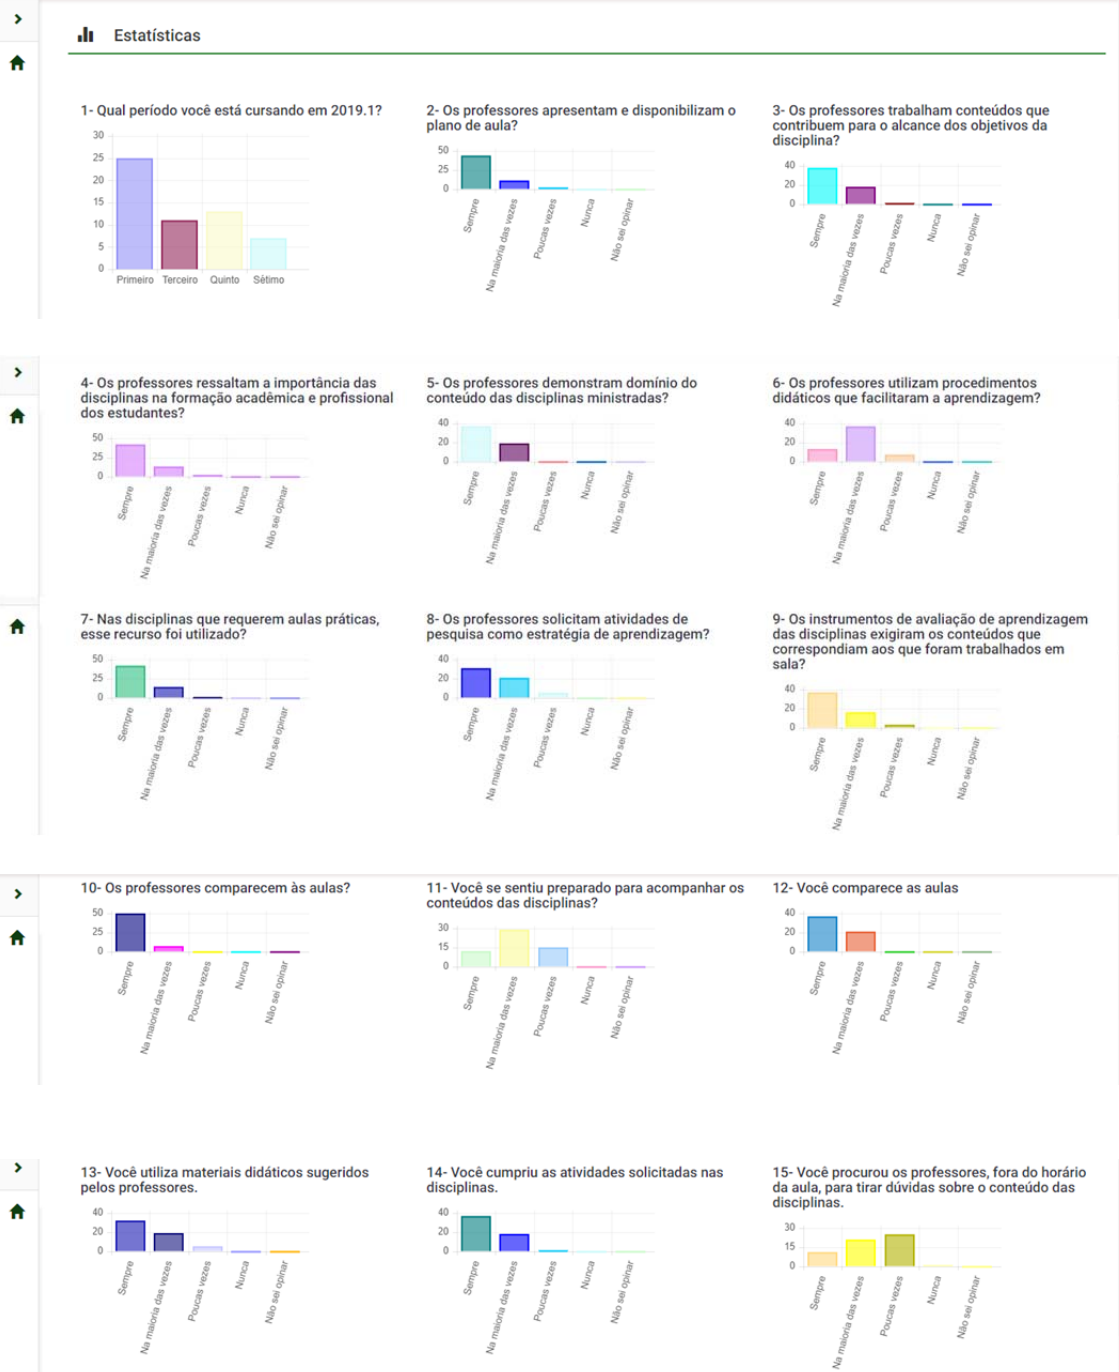 Estatísticas
1- Qual período você está cursando em 2019.1?
30
25
20
15
10
5
0
Primeiro Terceiro Quinto Sétimo
2- Os professores apresentam e disponibilizam o
plano de aula?
50
25
0
Sempre
Na maioria das vezes
Poucas vezes
Nunca
Não sei opinar
3- Os professores trabalham conteúdos que
contribuem para o alcance dos objetivos da
disciplina?
40
20
0
Sempre
Na maioria das vezes
Poucas vezes
Nunca
Não sei opinar
4- Os professores ressaltam a importância das
disciplinas na formação acadêmica e profissional
dos estudantes?
50
25
0
Sempre
Na maioria das vezes
Poucas vezes
Nunca
Não sei opinar
5- Os professores demonstram domínio do
conteúdo das disciplinas ministradas?
40
20
0
Sempre
Na maioria das vezes
Poucas vezes
Nunca
Não sei opinar
6- Os professores utilizam procedimentos
didáticos que facilitaram a aprendizagem?
40
20
0
Sempre
Na maioria das vezes
Poucas vezes
Nunca
Não sei opinar
7- Nas disciplinas que requerem aulas práticas,
esse recurso foi utilizado?
50
25
0
Sempre
Na maioria das vezes
Poucas vezes
Nunca
Não sei opinar
8- Os professores solicitam atividades de
pesquisa como estratégia de aprendizagem?
40
20
0
Sempre
Na maioria das vezes
Poucas vezes
Nunca
Não sei opinar
9- Os instrumentos de avaliação de aprendizagem
das disciplinas exigiram os conteúdos que
correspondiam aos que foram trabalhados em
sala?
40
20
0
Sempre
Na maioria das vezes
Poucas vezes
Nunca
Não sei opinar
10- Os professores comparecem às aulas?
50
25
0
Sempre
Na maioria das vezes
Poucas vezes
Nunca
Não sei opinar
11- Você se sentiu preparado para acompanhar os
conteúdos das disciplinas?
30
15
0
Sempre
Na maioria das vezes
Poucas vezes
Nunca
Não sei opinar
12- Você comparece as aulas
40
20
0
Sempre
Na maioria das vezes
Poucas vezes
Nunca
Não sei opinar
13- Você utiliza materiais didáticos sugeridos
pelos professores.
40
20
0
Sempre
Na maioria das vezes
Poucas vezes
Nunca
Não sei opinar
14- Você cumpriu as atividades solicitadas nas
disciplinas.
40
20
0
Sempre
Na maioria das vezes
Poucas vezes
Nunca
Não sei opinar
15- Você procurou os professores, fora do horário
da aula, para tirar dúvidas sobre o conteúdo das
disciplinas.
30
15
0
Sempre
Na maioria das vezes
Poucas vezes
Nunca
Não sei opinar